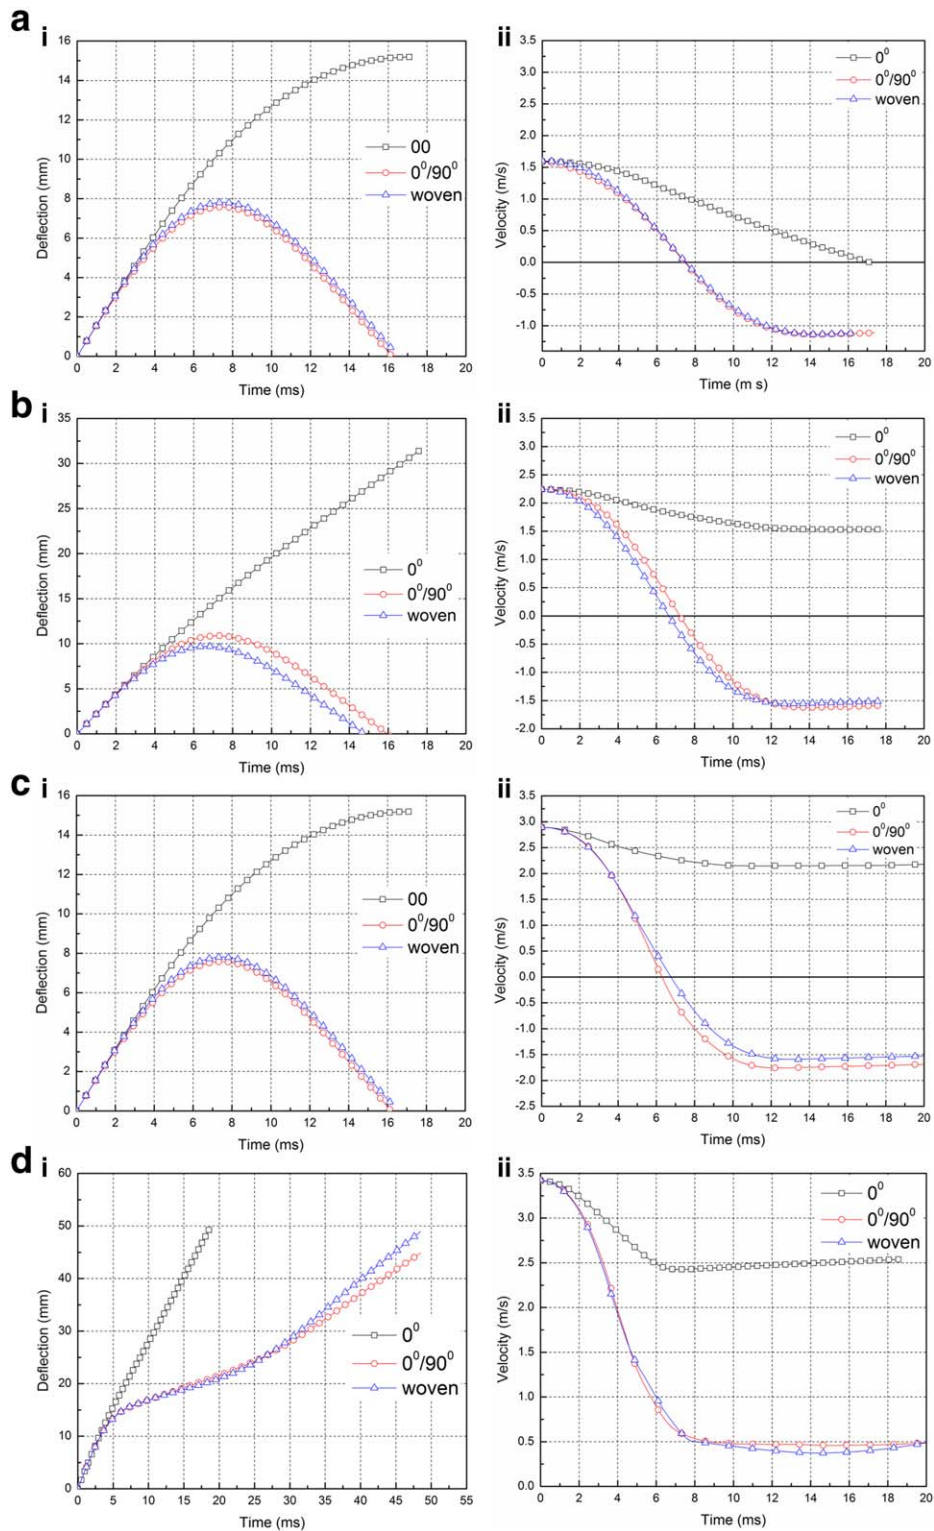 a
i
16
14
12
10
8
6
4
2
0
Deflection (mm)
00
0⁰/90⁰
woven
0 2 4 6 8 10 12 14 16 18 20
Time (ms)
ii
3.5
3.0
2.5
2.0
1.5
1.0
0.5
0.0
-0.5
-1.0
Velocity (m/s)
0⁰
0⁰/90⁰
woven
0 2 4 6 8 10 12 14 16 18 20
Time (m s)
b
i
35
30
25
20
15
10
5
0
Deflection (mm)
0⁰
0⁰/90⁰
woven
0 2 4 6 8 10 12 14 16 18 20
Time (ms)
ii
3.5
3.0
2.5
2.0
1.5
1.0
0.5
0.0
-0.5
-1.0
-1.5
-2.0
Velocity (m/s)
0⁰
0⁰/90⁰
woven
0 2 4 6 8 10 12 14 16 18 20
Time (ms)
c
i
16
14
12
10
8
6
4
2
0
Deflection (mm)
00
0⁰/90⁰
woven
0 2 4 6 8 10 12 14 16 18 20
Time (ms)
ii
3.5
3.0
2.5
2.0
1.5
1.0
0.5
0.0
-0.5
-1.0
-1.5
-2.0
-2.5
Velocity (m/s)
0⁰
0⁰/90⁰
woven
0 2 4 6 8 10 12 14 16 18 20
Time (ms)
d
i
60
50
40
30
20
10
0
Deflection (mm)
0⁰
0⁰/90⁰
woven
0 5 10 15 20 25 30 35 40 45 50 55
Time (ms)
ii
3.5
3.0
2.5
2.0
1.5
1.0
0.5
0.0
Velocity (m/s)
0⁰
0⁰/90⁰
woven
0 2 4 6 8 10 12 14 16 18 20
Time (ms)